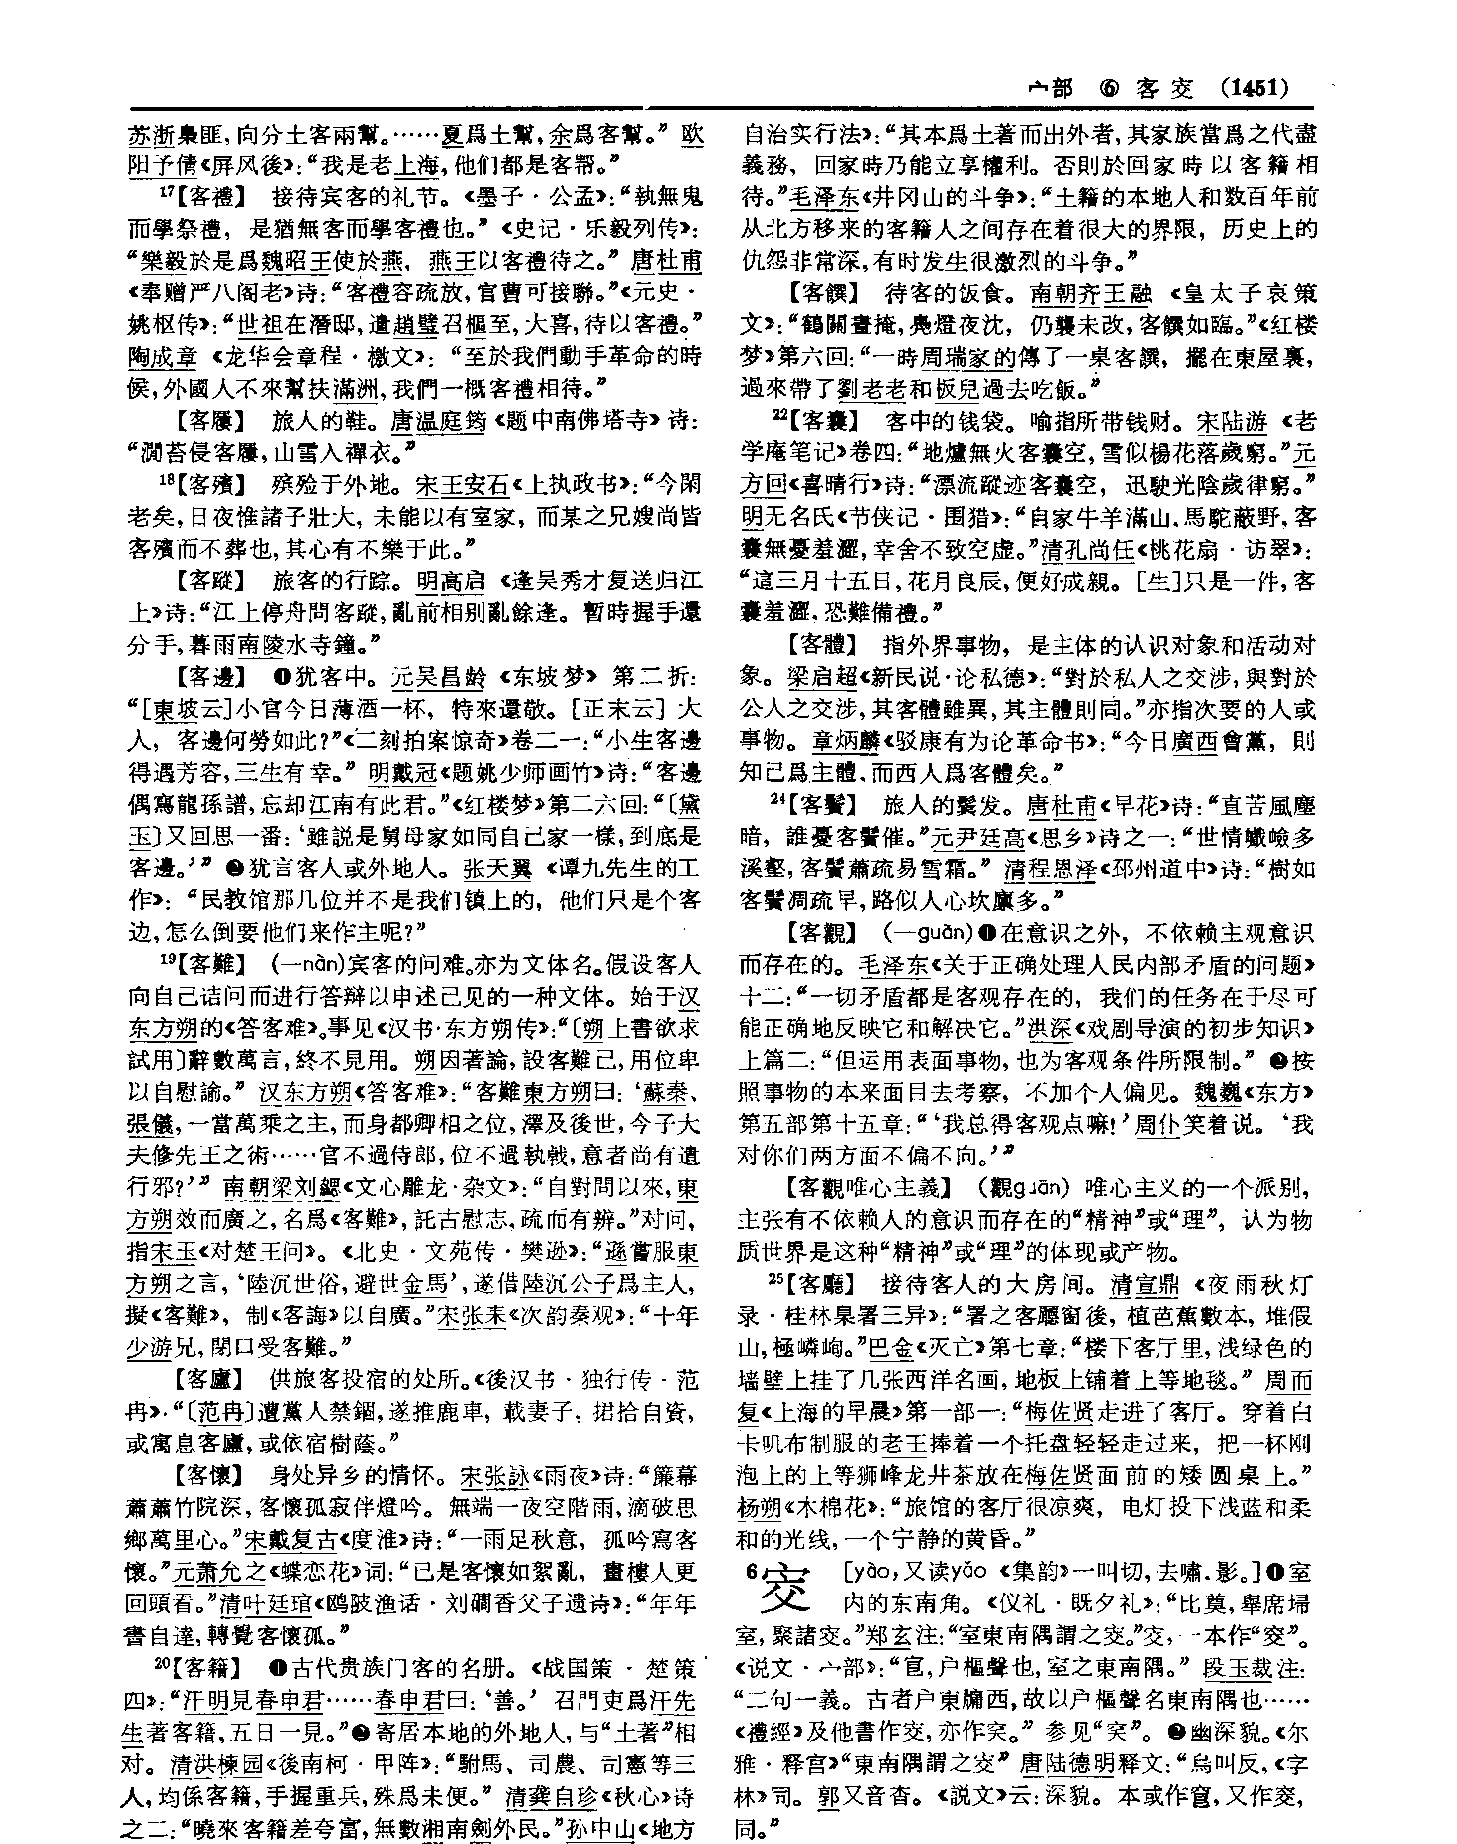 宀部 ⑥ 客 㝔 (1451)
苏浙梟匪,向分土客兩幫。……夏爲土幫,余爲客幫。”欧
阳予倩《屏风後》:“我是老上海,他们都是客帮。”
17【客禮】 接待宾客的礼节。《墨子·公孟》:“執無鬼
而學祭禮,是猶無客而學客禮也。”《史记·乐毅列传》:
“樂毅於是爲魏昭王使於燕,燕王以客禮待之。”唐杜甫
《奉赠严八阁老》诗:“客禮容疏放,官曹可接聯。”《元史·
姚枢传》:“世祖在潛邸,遣趙璧召樞至,大喜,待以客禮。”
陶成章《龙华会章程·檄文》:“至於我們動手革命的時
候,外國人不來幫扶滿洲,我們一概客禮相待。”
【客屨】 旅人的鞋。唐温庭筠《题中南佛塔寺》诗:
“澗苔侵客屨,山雪入禪衣。”
18【客殯】 殡殓于外地。宋王安石《上执政书》:“今閑
老矣,日夜惟諸子壯大,未能以有室家,而某之兄嫂尚皆
客殯而不葬也,其心有不樂于此。”
【客蹤】 旅客的行踪。明高启《逢吴秀才复送归江
上》诗:“江上停舟問客蹤,亂前相别亂餘逢。暫時握手還
分手,暮雨南陵水寺鐘。”
【客邊】 ❶犹客中。元吴昌龄《东坡梦》第二折:
“[東坡云]小官今日薄酒一杯,特來還敬。[正末云]大
人,客邊何勞如此?”《二刻拍案惊奇》卷二一:“小生客邊
得遇芳容,三生有幸。”明戴冠《题姚少师画竹》诗:“客邊
偶寫龍孫譜,忘却江南有此君。”《红楼梦》第二六回:“〔黛
玉〕又回思一番:‘雖説是舅母家如同自己家一樣,到底是
客邊。’”❷犹言客人或外地人。张天翼《谭九先生的工
作》:“民教馆那几位并不是我们镇上的,他们只是个客
边,怎么倒要他们来作主呢?”
19【客難】 (—nàn)宾客的问难。亦为文体名。假设客人
向自己诘问而进行答辩以申述己见的一种文体。始于汉
东方朔的《答客难》。事见《汉书·东方朔传》:“〔朔上書欲求
試用〕辭數萬言,終不見用。朔因著論,設客難己,用位卑
以自慰諭。”汉东方朔《答客难》:“客難東方朔曰:‘蘇秦、
張儀,一當萬乘之主,而身都卿相之位,澤及後世,今子大
夫修先王之術……官不過侍郎,位不過執戟,意者尚有遺
行邪?’”南朝梁刘勰《文心雕龙·杂文》:“自對問以來,東
方朔效而廣之,名爲《客難》,託古慰志,疏而有辨。”对问,
指宋玉《对楚王问》。《北史·文苑传·樊逊》:“遜嘗服東
方朔之言,‘陸沉世俗,避世金馬’,遂借陸沉公子爲主人,
擬《客難》,制《客誨》以自廣。”宋张耒《次韵秦观》:“十年
少游兄,閉口受客難。”
【客廬】 供旅客投宿的处所。《後汉书·独行传·范
冉》:“〔范冉〕遭黨人禁錮,遂推鹿車,載妻子,捃拾自資,
或寓息客廬,或依宿樹蔭。”
【客懷】 身处异乡的情怀。宋张詠《雨夜》诗:“簾幕
蕭蕭竹院深,客懷孤寂伴燈吟。無端一夜空階雨,滴破思
鄉萬里心。”宋戴复古《度淮》诗:“一雨足秋意,孤吟寫客
懷。”元萧允之《蝶恋花》词:“已是客懷如絮亂,畫樓人更
回頭看。”清叶廷琯《鸥陂渔话·刘碉香父子遗诗》:“年年
書自達,轉覺客懷孤。”
20【客籍】 ❶古代贵族门客的名册。《战国策·楚策
四》:“汗明見春申君……春申君曰:‘善。’召門吏爲汗先
生著客籍,五日一見。”❷寄居本地的外地人,与“土著”相
对。清洪楝园《後南柯·甲阵》:“駙馬、司農、司憲等三
人,均係客籍,手握重兵,殊爲未便。”清龚自珍《秋心》诗
之二:“曉來客籍差夸富,無數湘南劍外民。”孙中山《地方
自治实行法》:“其本爲土著而出外者,其家族當爲之代盡
義務,回家時乃能立享權利。否則於回家時以客籍相
待。”毛泽东《井冈山的斗争》:“土籍的本地人和数百年前
从北方移来的客籍人之间存在着很大的界限,历史上的
仇怨非常深,有时发生很激烈的斗争。”
【客饌】 待客的饭食。南朝齐王融《皇太子哀策
文》:“鶴關晝掩,鳧燈夜沈,仍襲未改,客饌如臨。”《红楼
梦》第六回:“一時周瑞家的傳了一桌客饌,擺在東屋裏,
過來帶了劉老老和板兒過去吃飯。”
22【客囊】 客中的钱袋。喻指所带钱财。宋陆游《老
学庵笔记》卷四:“地爐無火客囊空,雪似楊花落歲窮。”元
方回《喜晴行》诗:“漂流蹤迹客囊空,迅駛光陰歲律窮。”
明无名氏《节侠记·围猎》:“自家牛羊滿山,馬駝蔽野,客
囊無憂羞澀,幸舍不致空虚。”清孔尚任《桃花扇·访翠》:
“這三月十五日,花月良辰,便好成親。[生]只是一件,客
囊羞澀,恐難備禮。”
【客體】 指外界事物,是主体的认识对象和活动对
象。梁启超《新民说·论私德》:“對於私人之交涉,與對於
公人之交涉,其客體雖異,其主體則同。”亦指次要的人或
事物。章炳麟《驳康有为论革命书》:“今日廣西會黨,則
知己爲主體,而西人爲客體矣。”
24【客鬢】 旅人的鬓发。唐杜甫《早花》诗:“直苦風塵
暗,誰憂客鬢催。”元尹廷高《思乡》诗之一:“世情巇嶮多
溪壑,客鬢蕭疏易雪霜。”清程恩泽《邳州道中》诗:“樹如
客鬢凋疏早,路似人心坎壈多。”
【客觀】 (—guān)❶在意识之外,不依赖主观意识
而存在的。毛泽东《关于正确处理人民内部矛盾的问题》
十二:“一切矛盾都是客观存在的,我们的任务在于尽可
能正确地反映它和解决它。”洪深《戏剧导演的初步知识》
上篇二:“但运用表面事物,也为客观条件所限制。”❷按
照事物的本来面目去考察,不加个人偏见。魏巍《东方》
第五部第十五章:“‘我总得客观点嘛!’周仆笑着说。‘我
对你们两方面不偏不向。’”
【客觀唯心主義】 (觀guān) 唯心主义的一个派别,
主张有不依赖人的意识而存在的“精神”或“理”,认为物
质世界是这种“精神”或“理”的体现或产物。
25【客廳】 接待客人的大房间。清宣鼎《夜雨秋灯
录·桂林臬署三异》:“署之客廳窗後,植芭蕉數本,堆假
山,極嶙峋。”巴金《灭亡》第七章:“楼下客厅里,浅绿色的
墙壁上挂了几张西洋名画,地板上铺着上等地毯。”周而
复《上海的早晨》第一部一:“梅佐贤走进了客厅。穿着白
卡叽布制服的老王捧着一个托盘轻轻走过来,把一杯刚
泡上的上等狮峰龙井茶放在梅佐贤面前的矮圆桌上。”
杨朔《木棉花》:“旅馆的客厅很凉爽,电灯投下浅蓝和柔
和的光线,一个宁静的黄昏。”
6㝔 [yào,又读yǎo《集韵》一叫切,去嘯,影。]❶室
内的东南角。《仪礼·既夕礼》:“比奠,舉席埽
室,聚諸㝔。”郑玄注:“室東南隅謂之㝔。”㝔,一本作“窔”。
《说文·宀部》:“㝔,户樞聲也,室之東南隅。”段玉裁注:
“二句一義。古者户東牖西,故以户樞聲名東南隅也……
《禮經》及他書作㝔,亦作窔。”参见“窔”。❷幽深貌。《尔
雅·释宫》“東南隅謂之㝔”唐陆德明释文:“烏叫反,《字
林》同。郭又音杳。《説文》云:深貌。本或作窅,又作窔,
同。”